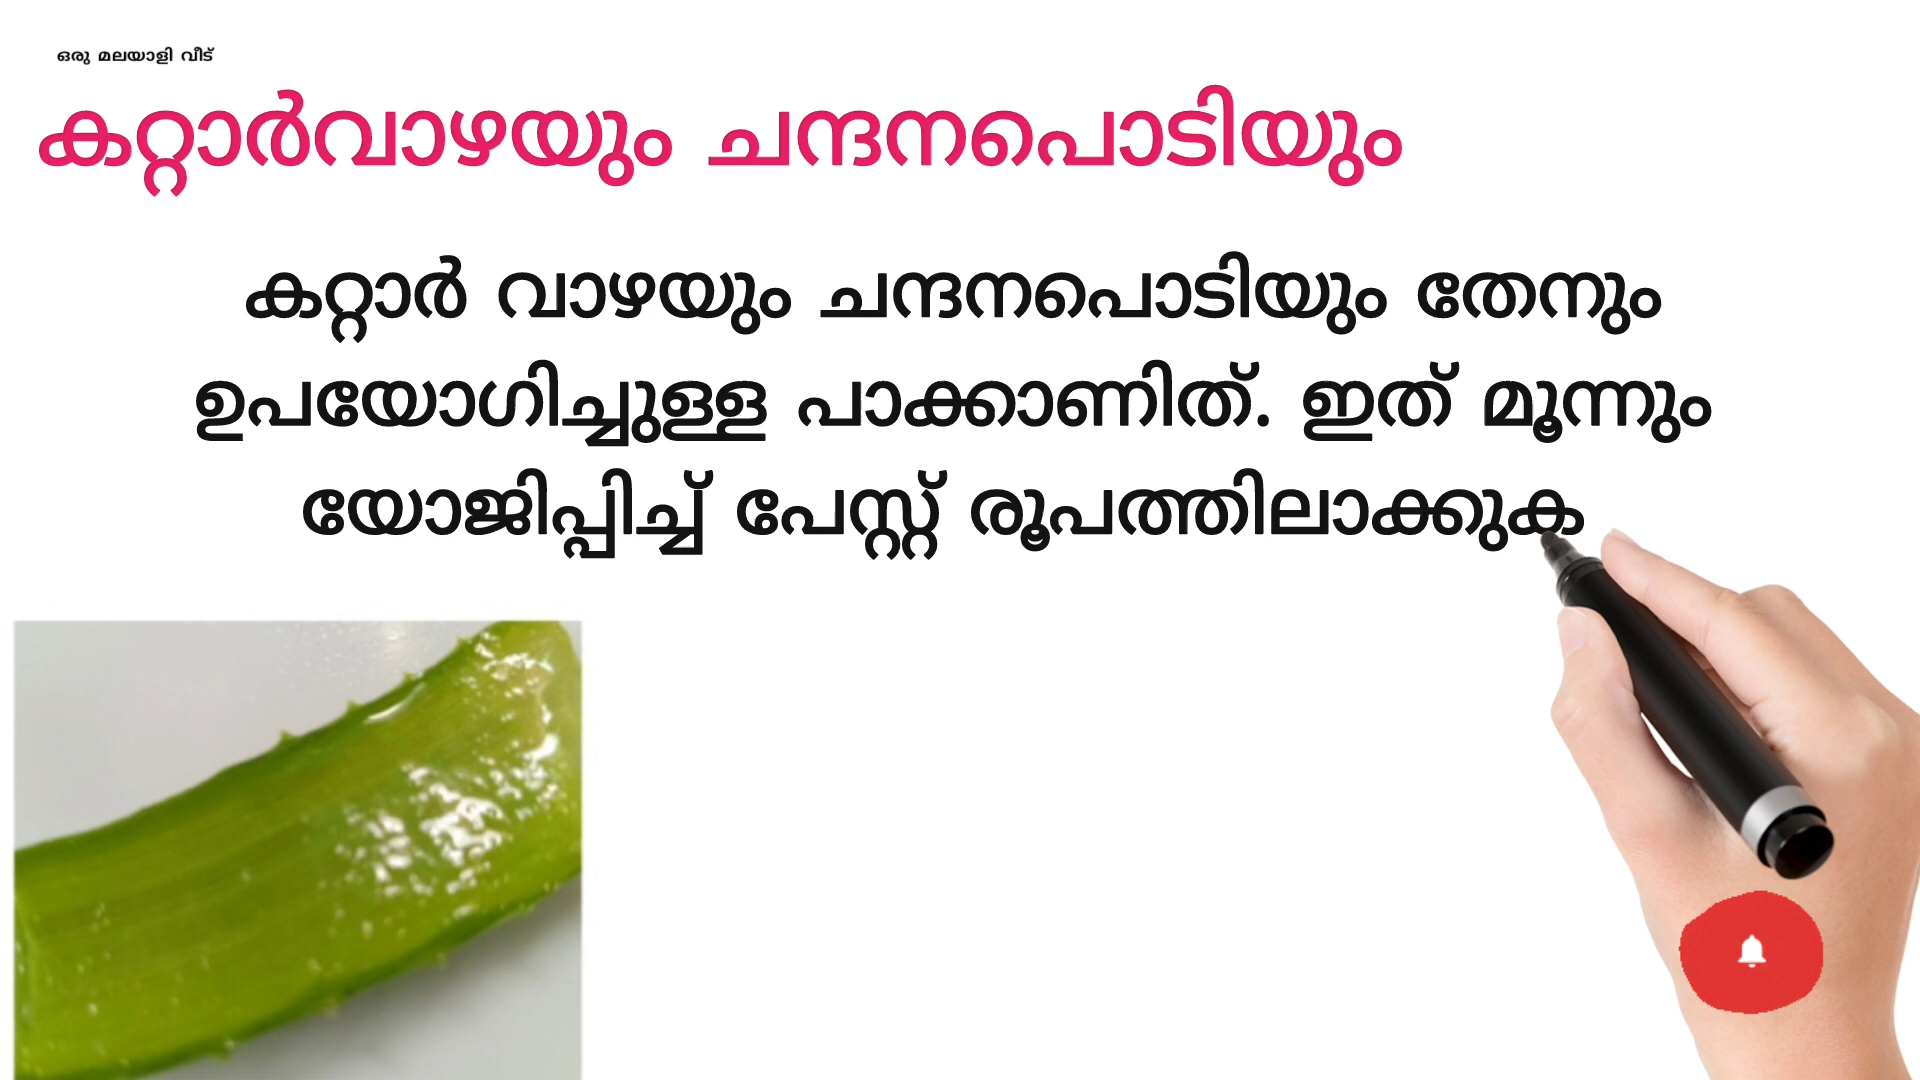 ഒരു മലയാളി വീട്
കറ്റാർവാഴയും ചന്ദനപൊടിയും
കറ്റാർ വാഴയും ചന്ദനപൊടിയും തേനും
ഉപയോഗിച്ചുള്ള പാക്കാണിത്. ഇത് മൂന്നും
യോജിപ്പിച്ച് പേസ്റ്റ് രൂപത്തിലാക്കുക